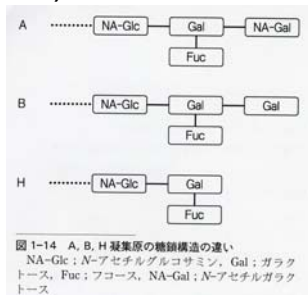 A NA-Glc Gal NA-Gal
Fuc
B NA-Glc Gal Gal
Fuc
H NA-Glc Gal
Fuc
図 1-14 A, B, H 凝集原の糖鎖構造の違い
NA-Glc；N-アセチルグルコサミン，Gal；ガラク
トース，Fuc；フコース，NA-Gal；N-アセチルガラク
トース